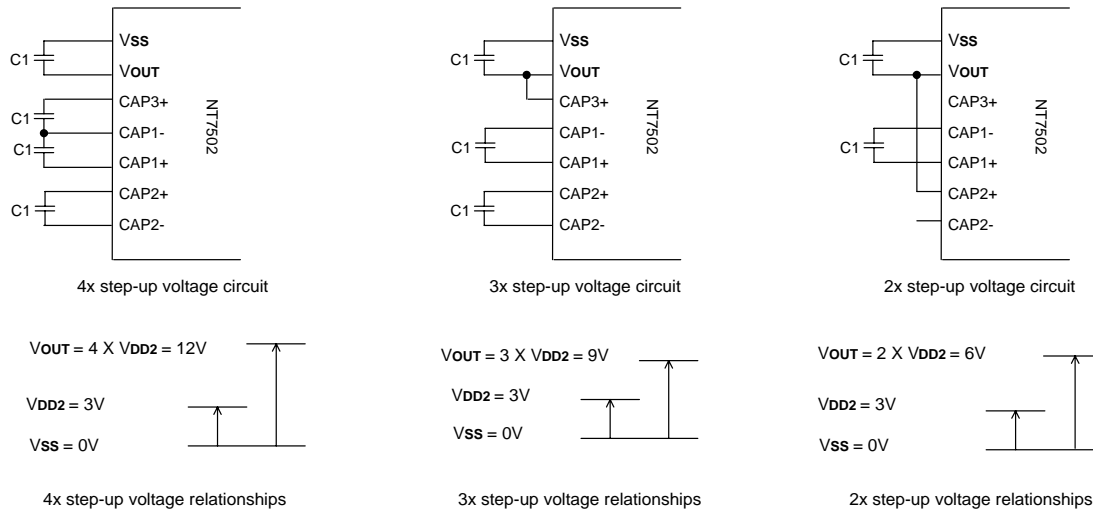 VSS
C1
VOUT
CAP3+
C1
CAP1-
C1
CAP1+
CAP2+
C1
CAP2-
NT7502
4x step-up voltage circuit
VSS
C1
VOUT
CAP3+
CAP1-
C1
CAP1+
CAP2+
C1
CAP2-
NT7502
3x step-up voltage circuit
VSS
C1
VOUT
CAP3+
CAP1-
C1
CAP1+
CAP2+
CAP2-
NT7502
2x step-up voltage circuit
VOUT = 4 X VDD2 = 12V
VDD2 = 3V
VSS = 0V
4x step-up voltage relationships
VOUT = 3 X VDD2 = 9V
VDD2 = 3V
VSS = 0V
3x step-up voltage relationships
VOUT = 2 X VDD2 = 6V
VDD2 = 3V
VSS = 0V
2x step-up voltage relationships